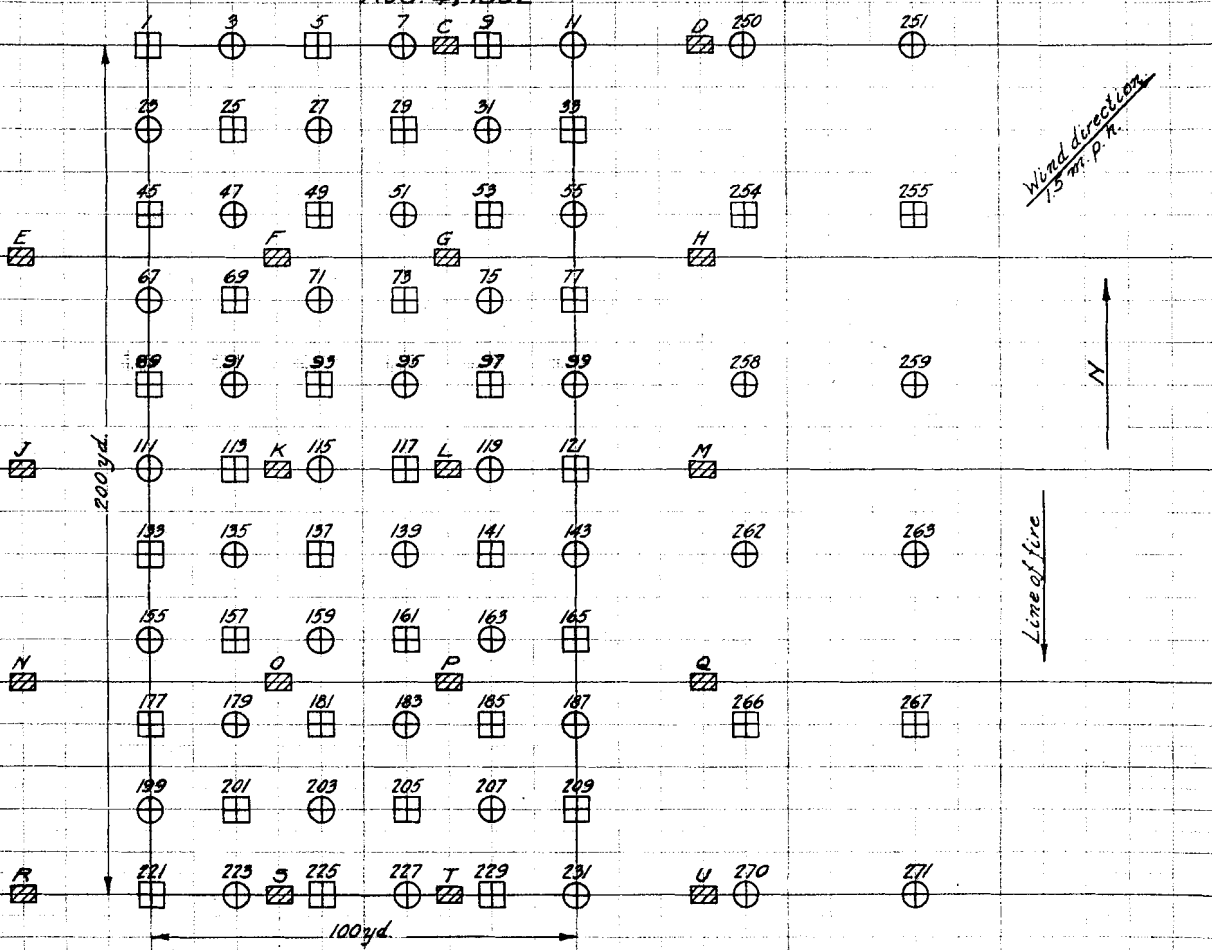 1 3 5 7 C 9 11 D 250 251
23 25 27 29 31 33
Wind direction
1.5 m.p.h.
45 47 49 51 53 55 254 255
E F G H
67 69 71 73 75 77
N
89 91 93 95 97 99 258 259
J 111 113 K 115 117 L 119 121 M
200 yd.
133 135 137 139 141 143 262 263
Line of fire
155 157 159 161 163 165
N O P Q
177 179 181 183 185 187 266 267
199 201 203 205 207 209
R 221 223 S 225 227 T 229 231 U 270 271
100 yd.